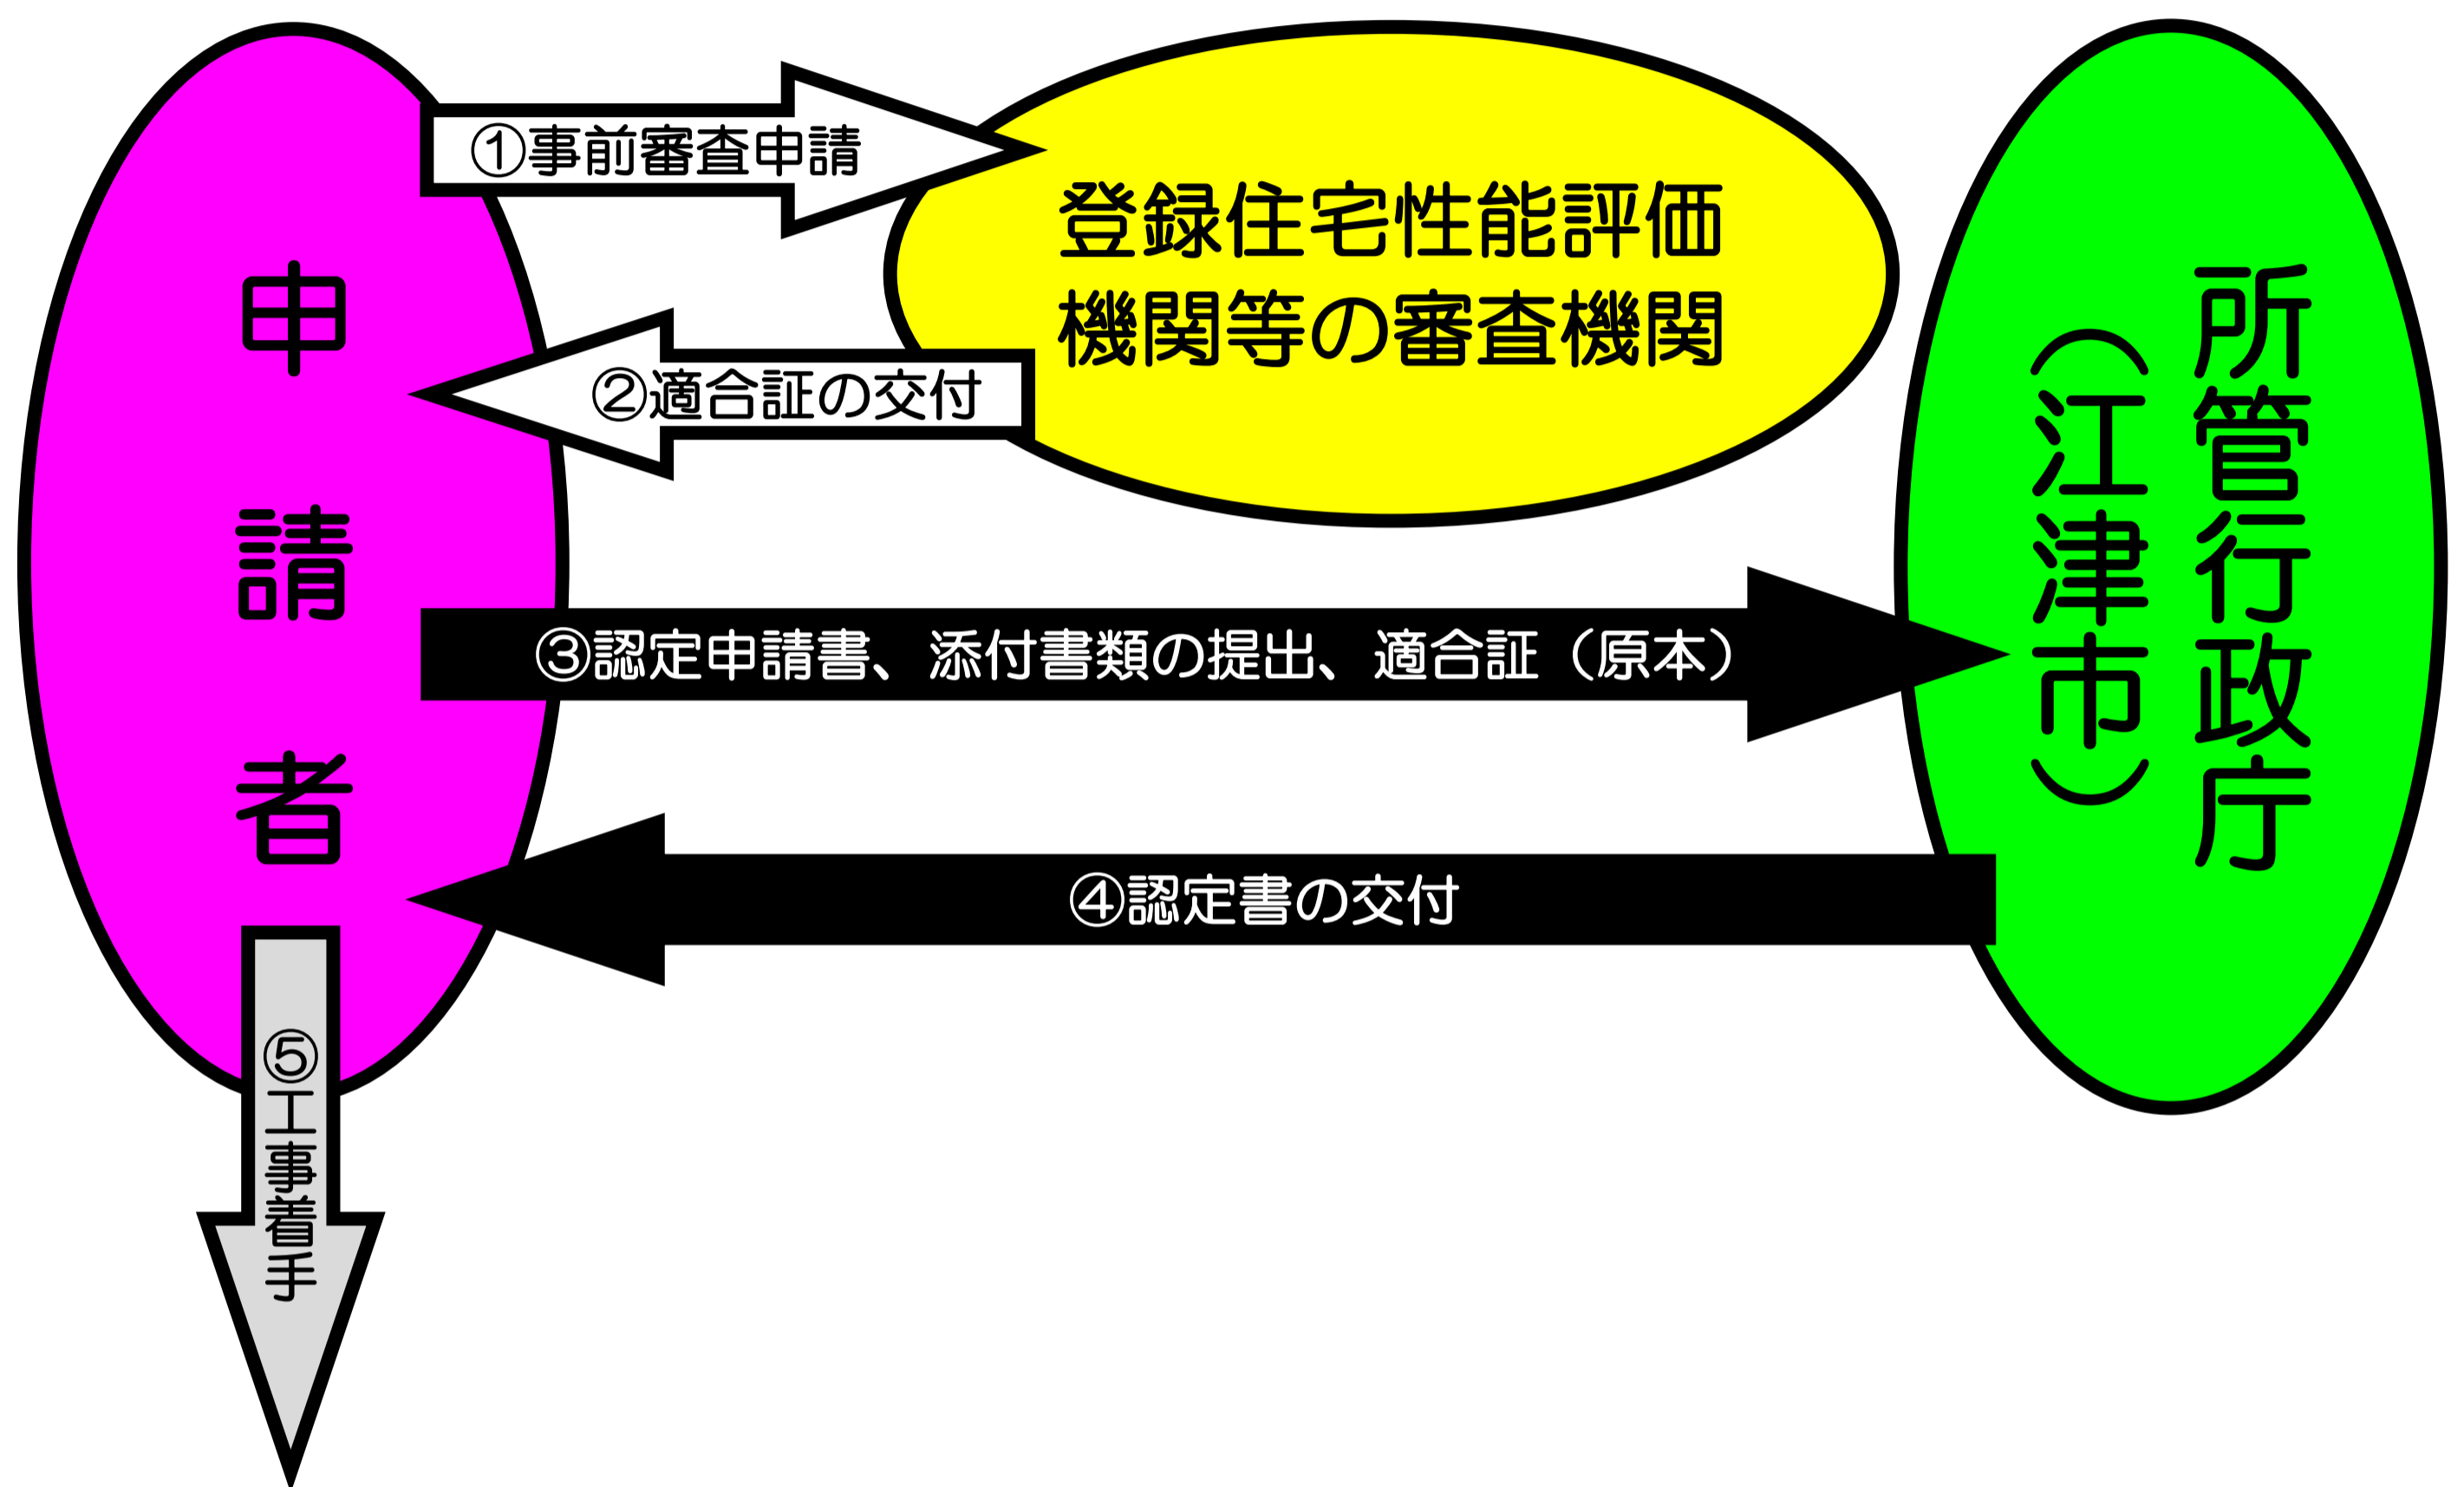 申請者
①事前審査申請
登録住宅性能評価
機関等の審査機関
②適合証の交付
③認定申請書、添付書類の提出、適合証（原本）
所管行政庁
（江津市）
④認定書の交付
⑤工事着手